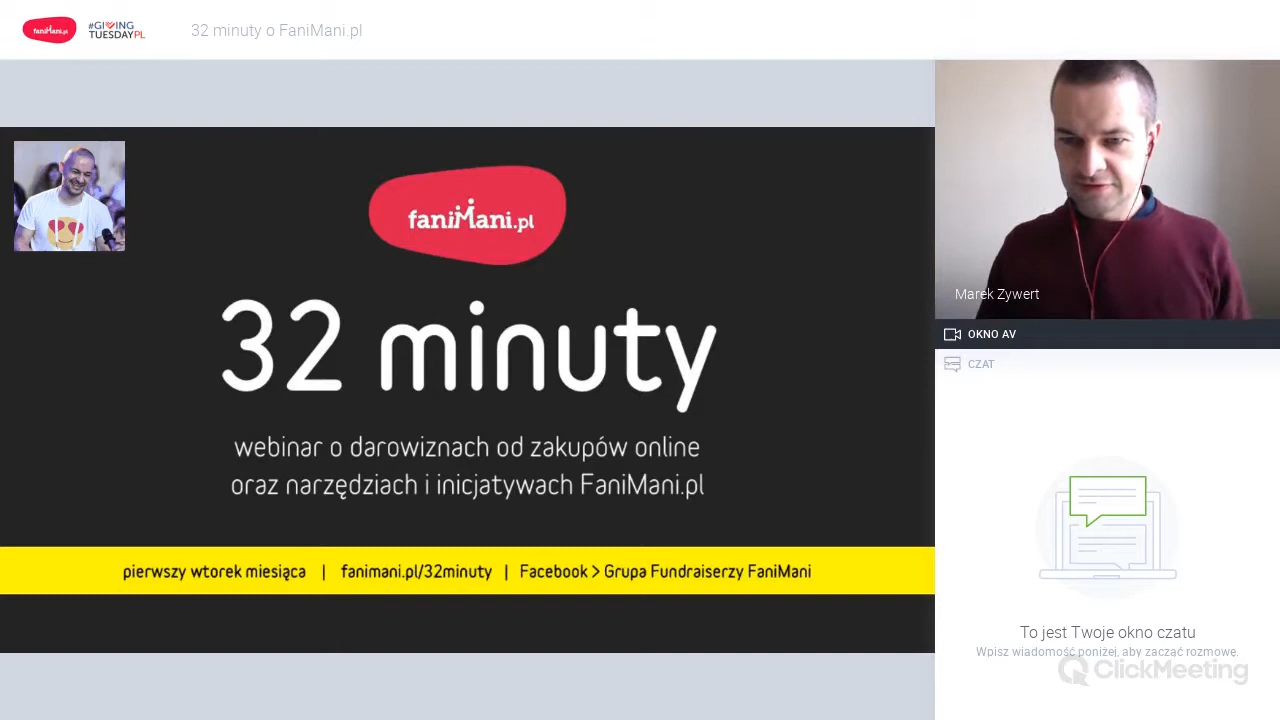 faniMani.pl
#GIVING
TUESDAYPL
32 minuty o FaniMani.pl
faniMani.pl
32 minuty
webinar o darowiznach od zakupów online
oraz narzędziach i inicjatywach FaniMani.pl
pierwszy wtorek miesiąca | fanimani.pl/32minuty | Facebook > Grupa Fundraiserzy FaniMani
Marek Zywert
OKNO AV
CZAT
To jest Twoje okno czatu
Wpisz wiadomość poniżej, aby zacząć rozmowę.
ClickMeeting